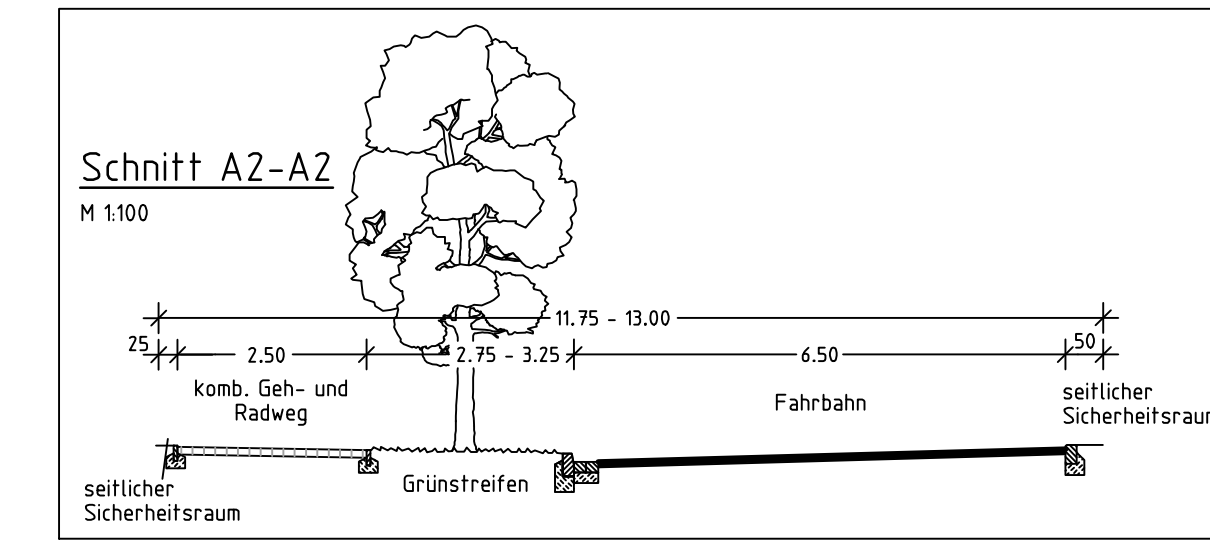 Schnitt A2-A2
M 1:100
11.75 - 13.00
25
2.50
2.75 - 3.25
6.50
50
komb. Geh- und
Radweg
Fahrbahn
seitlicher
Sicherheitsraum
Grünstreifen
seitlicher
Sicherheitsraum